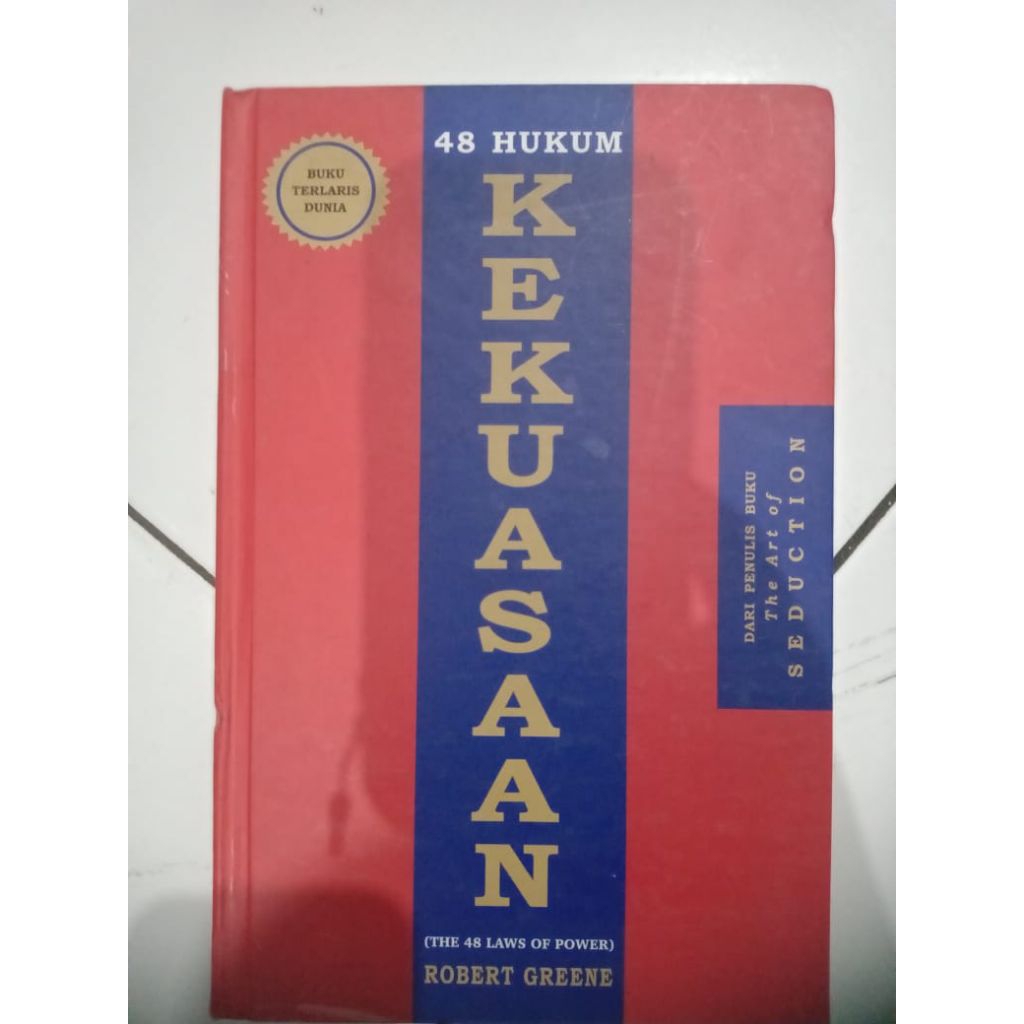 48 HUKUM
KEKUASAAN
BUKU
TERLARIS
DUNIA
DARI PENULIS BUKU
The Art of
SEDUCTION
(THE 48 LAWS OF POWER)
ROBERT GREENE